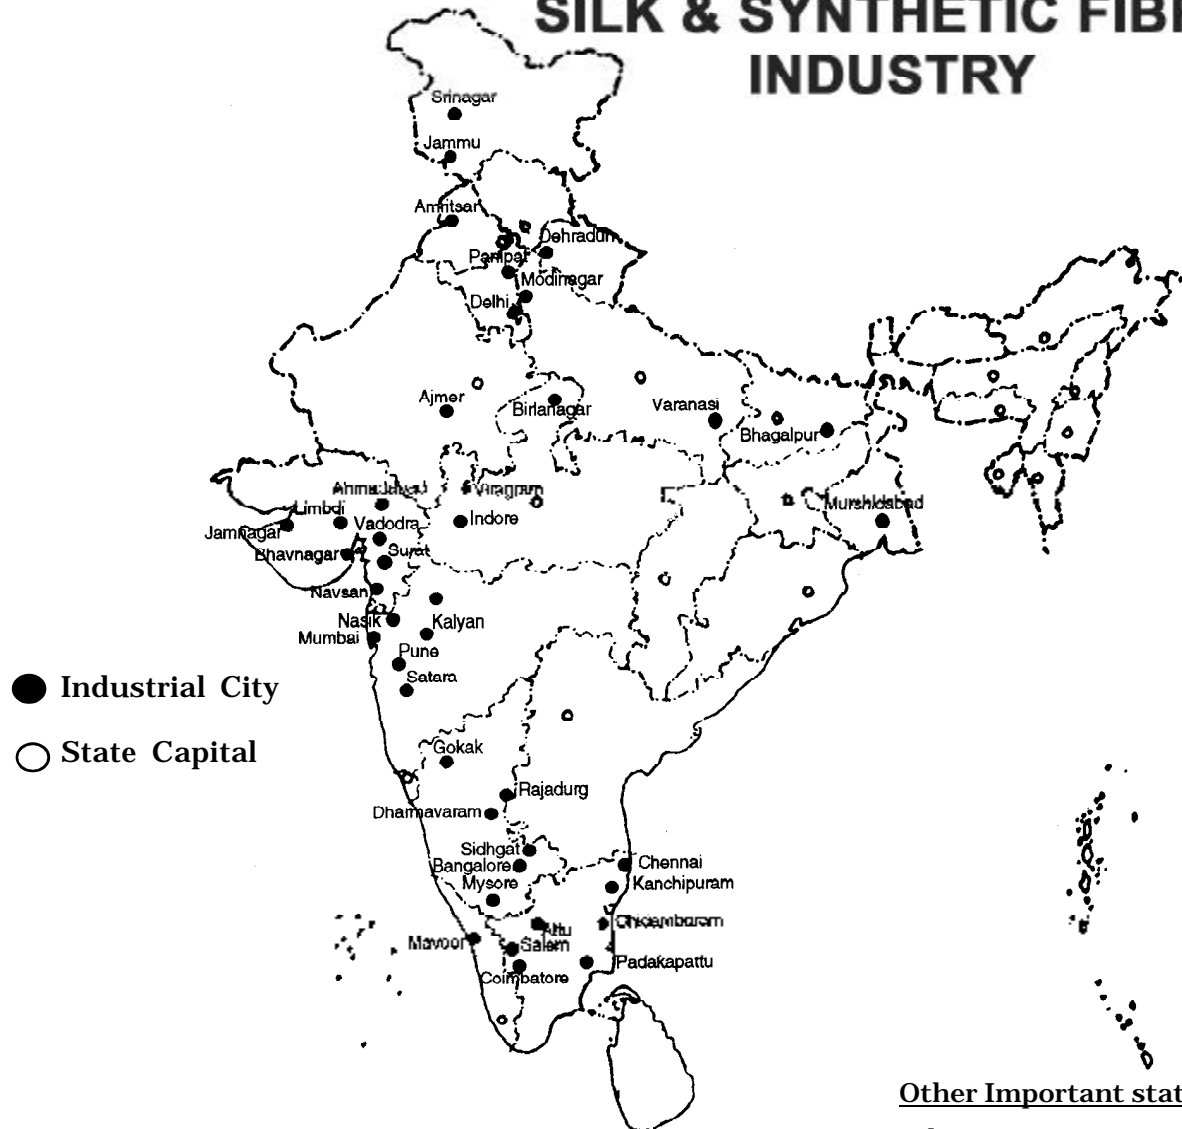 SILK & SYNTHETIC FIB
INDUSTRY
Srinagar
Jammu
Amritsar
Dehradun
Panipat
Modinagar
Delhi
Ajmer
Birlanagar
Varanasi
Bhagalpur
Limbdi
Jamnagar
Vadodra
Indore
Murshidabad
Bhavnagar
Surat
Navsari
Nasik
Kalyan
Mumbai
Pune
Satara
Industrial City
State Capital
Gokak
Rajadurg
Dharmavaram
Sidhgat
Bangalore
Chennai
Mysore
Kanchipuram
Chidambaram
Mavoor
Salem
Padakapattu
Coimbatore
Other Important stat